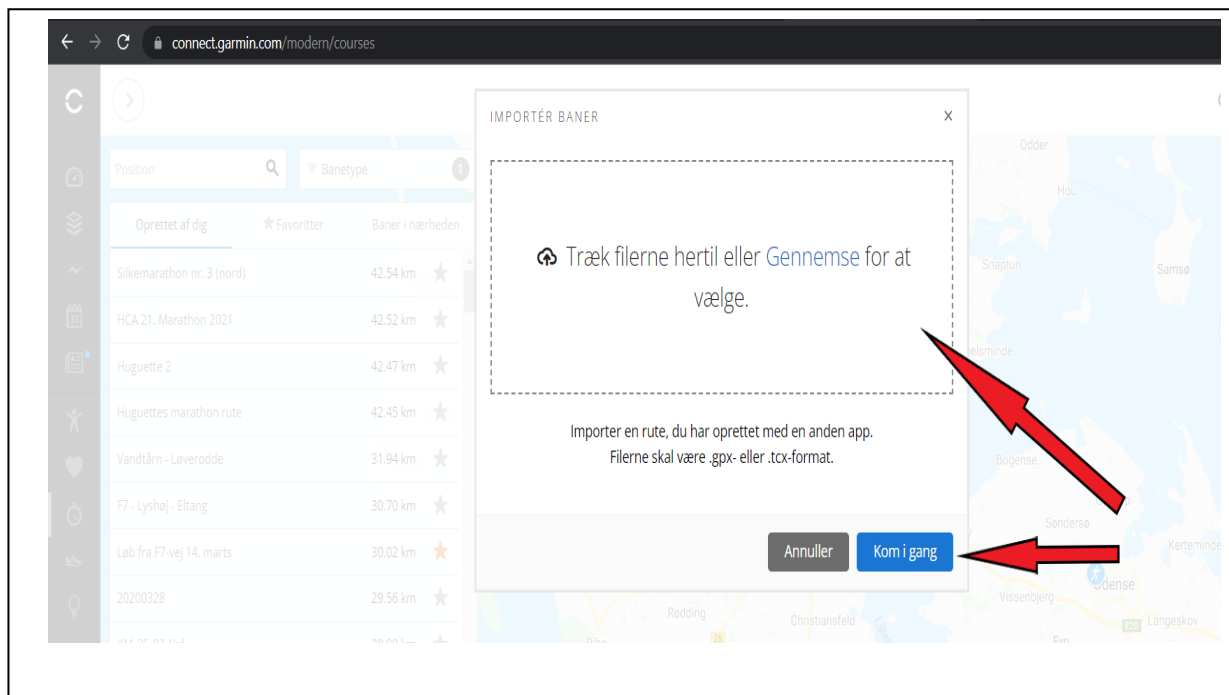 connect.garmin.com/modern/courses
IMPORTÉR BANER
x
Position
Banetype
1
Oprettet af dig
Favoritter
Baner i nærheden
Silkemarathon nr. 3 (nord)
42.54 km
HCA 21. Marathon 2021
42.52 km
Huguette 2
42.47 km
Huguettes marathon rute
42.45 km
Vandtårn - Løverodde
31.94 km
F7 - Lyshøj - Eltang
30.70 km
Løb fra F7-vej 14. marts
30.02 km
20200328
29.56 km
Træk filerne hertil eller Gennemse for at
vælge.
Importer en rute, du har oprettet med en anden app.
Filerne skal være .gpx- eller .tcx-format.
Annuller
Kom i gang
Odder
Hou
Snaptun
Samsø
elsminde
Bogense
Søndersø
Kerteminde
Odense
Vissenbjerg
Langeskov
E20
Rødding
Christiansfeld
25
31